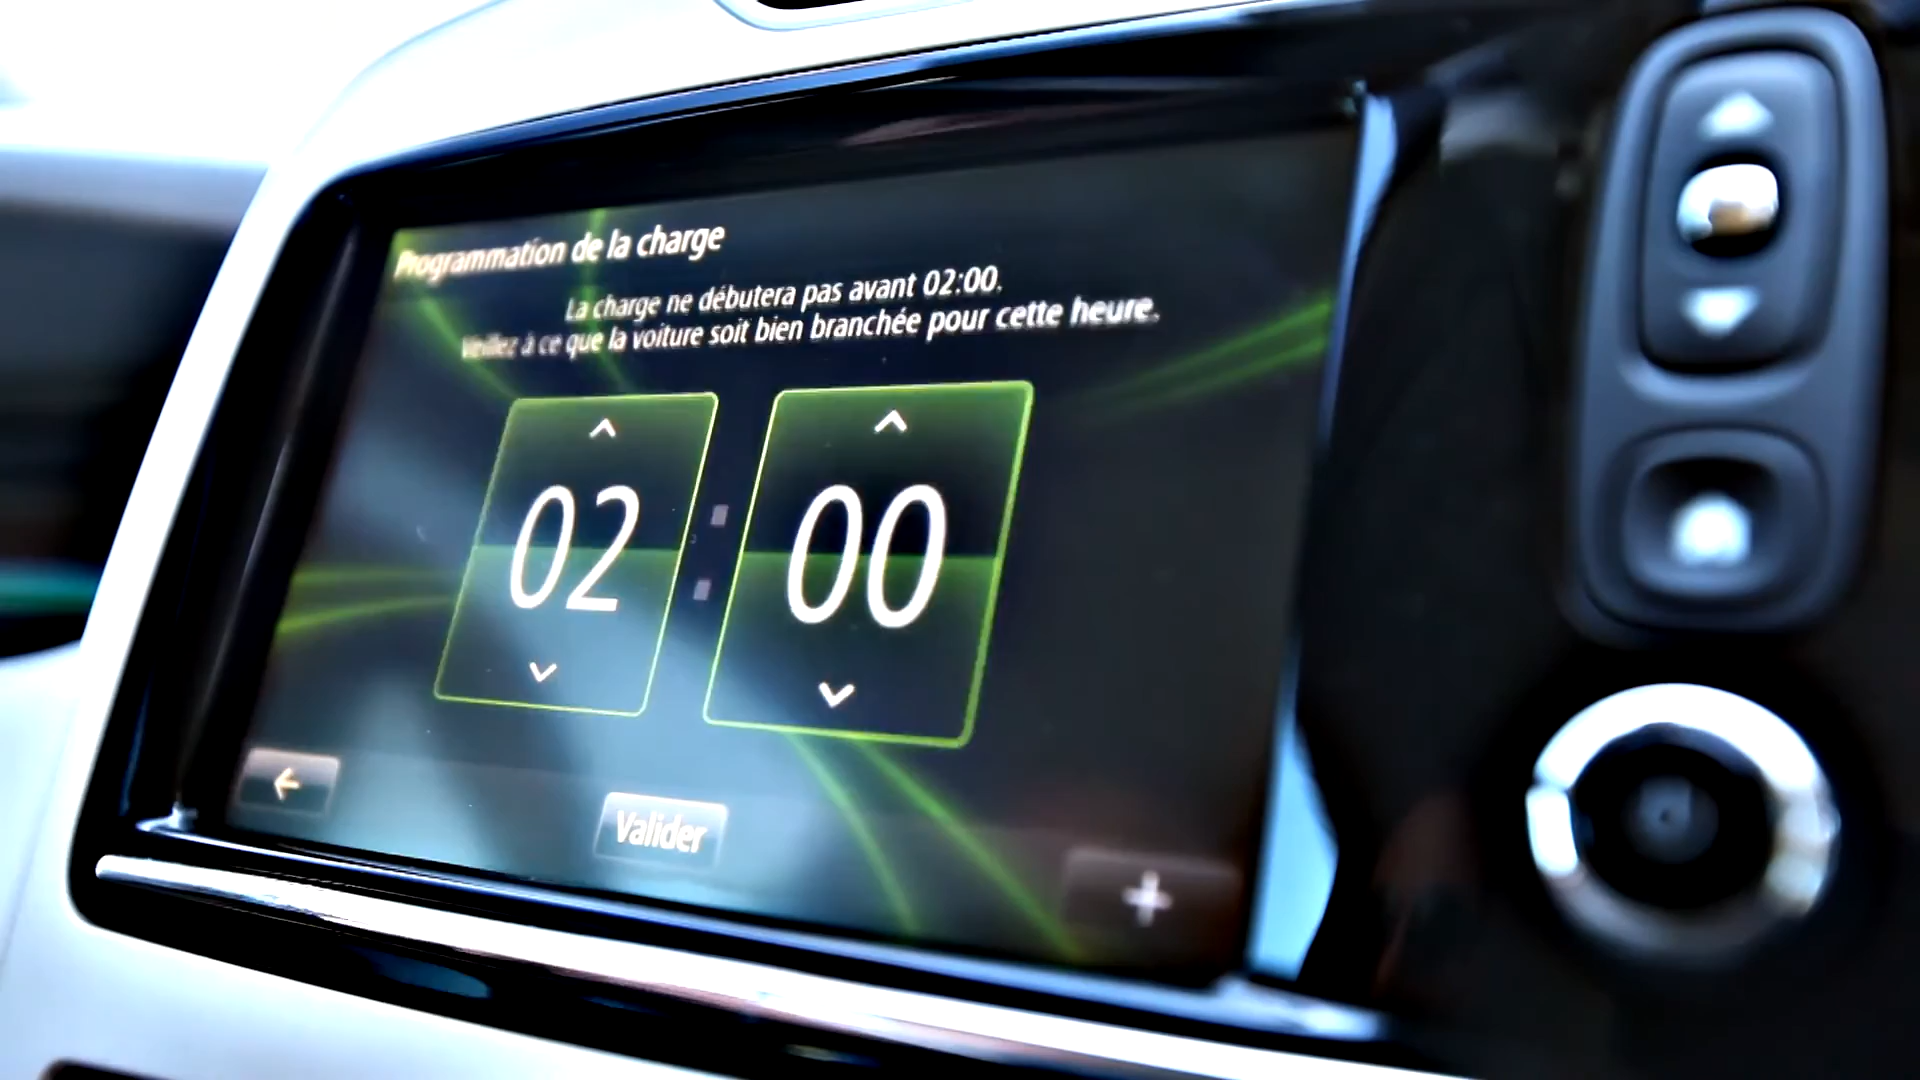 Programmation de la charge
La charge ne débutera pas avant 02:00.
Veillez à ce que la voiture soit bien branchée pour cette heure.
02 : 00
Valider